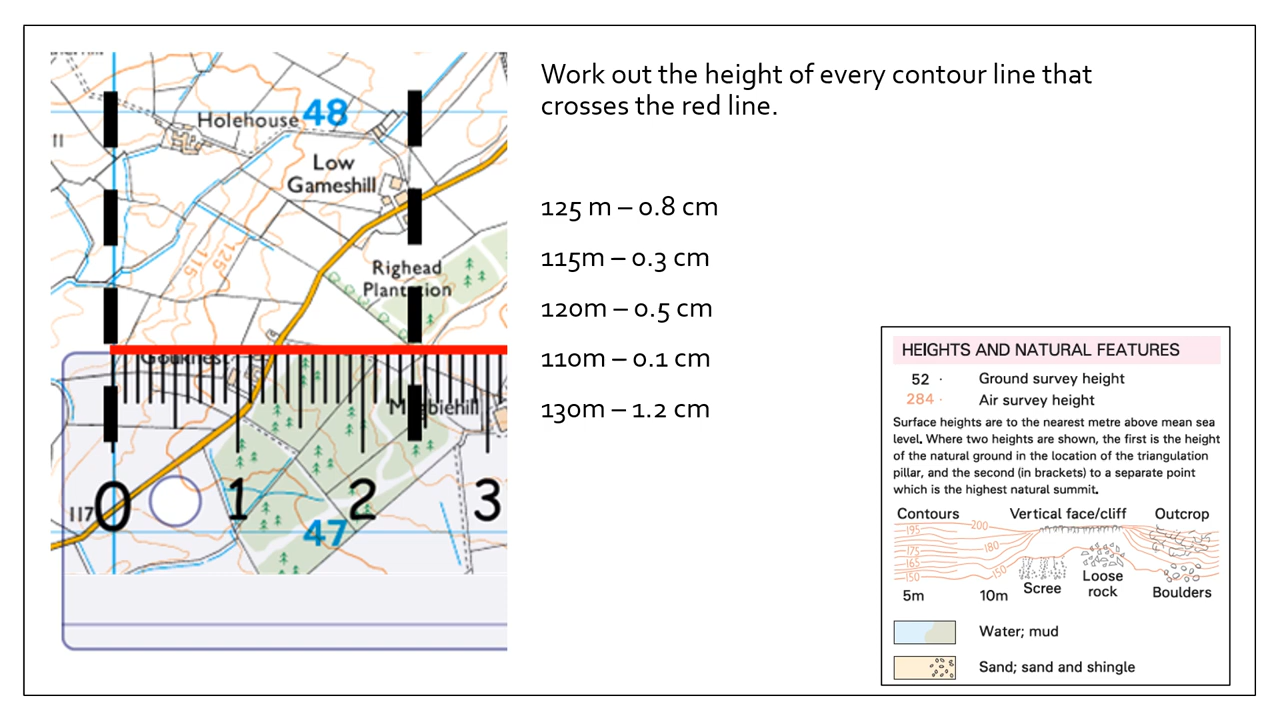 Work out the height of every contour line that
crosses the red line.
125 m – 0.8 cm
115m – 0.3 cm
120m – 0.5 cm
110m – 0.1 cm
130m – 1.2 cm
Holehouse
48
11
Low
Gameshill
125
115
Righead
Plantation
117
0
1
2
3
47
HEIGHTS AND NATURAL FEATURES
52 · Ground survey height
284 · Air survey height
Surface heights are to the nearest metre above mean sea
level. Where two heights are shown, the first is the height
of the natural ground in the location of the triangulation
pillar, and the second (in brackets) to a separate point
which is the highest natural summit.
Contours Vertical face/cliff Outcrop
200
195
180
175
165
150
150
5m 10m Scree Loose
rock Boulders
Water; mud
Sand; sand and shingle